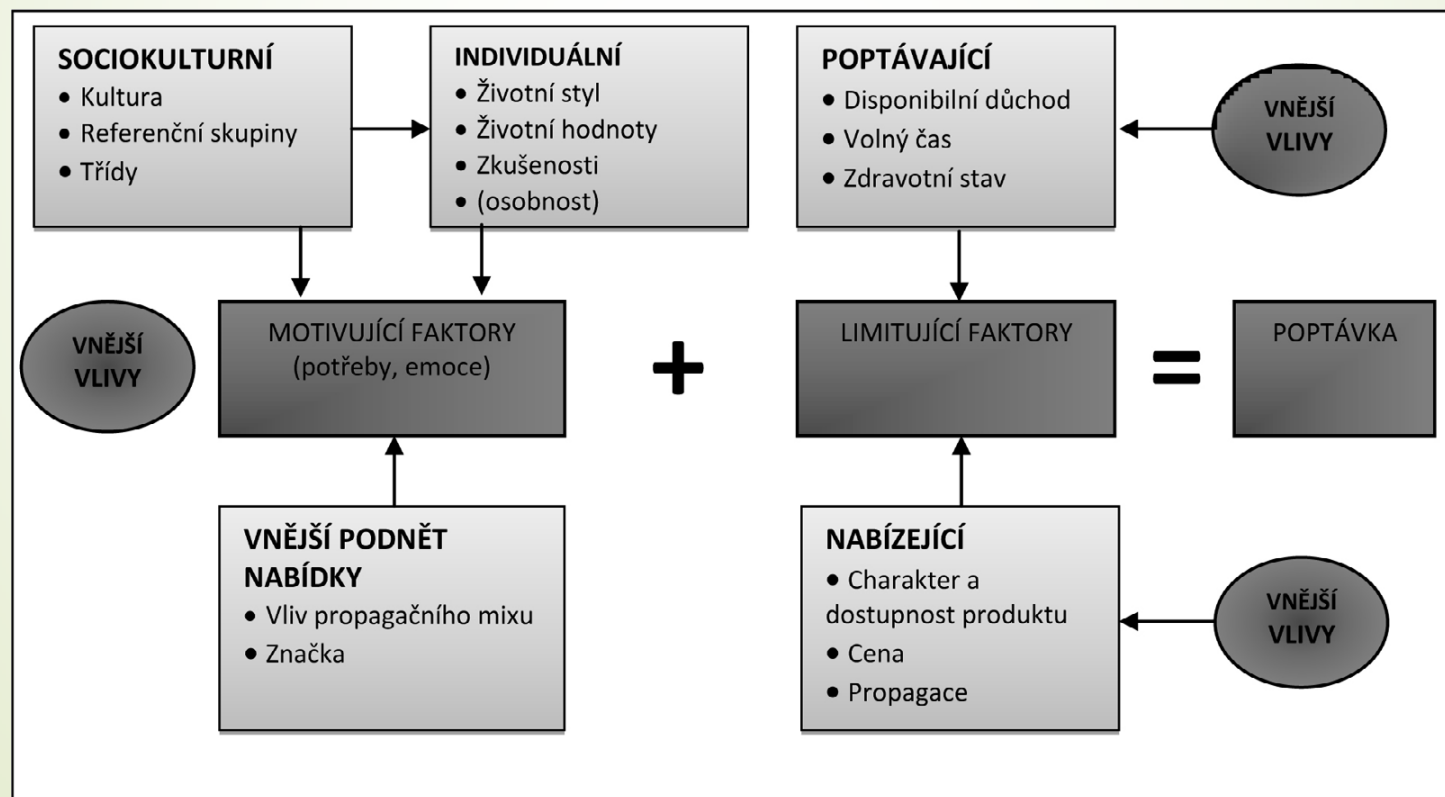 SOCIOKULTURNÍ
• Kultura
• Referenční skupiny
• Třídy
INDIVIDUÁLNÍ
• Životní styl
• Životní hodnoty
• Zkušenosti
• (osobnost)
POPTÁVAJÍCÍ
• Disponibilní důchod
• Volný čas
• Zdravotní stav
VNĚJŠÍ
VLIVY
VNĚJŠÍ
VLIVY
MOTIVUJÍCÍ FAKTORY
(potřeby, emoce)
+
LIMITUJÍCÍ FAKTORY
=
POPTÁVKA
VNĚJŠÍ PODNĚT
NABÍDKY
• Vliv propagačního mixu
• Značka
NABÍZEJÍCÍ
• Charakter a
dostupnost produktu
• Cena
• Propagace
VNĚJŠÍ
VLIVY